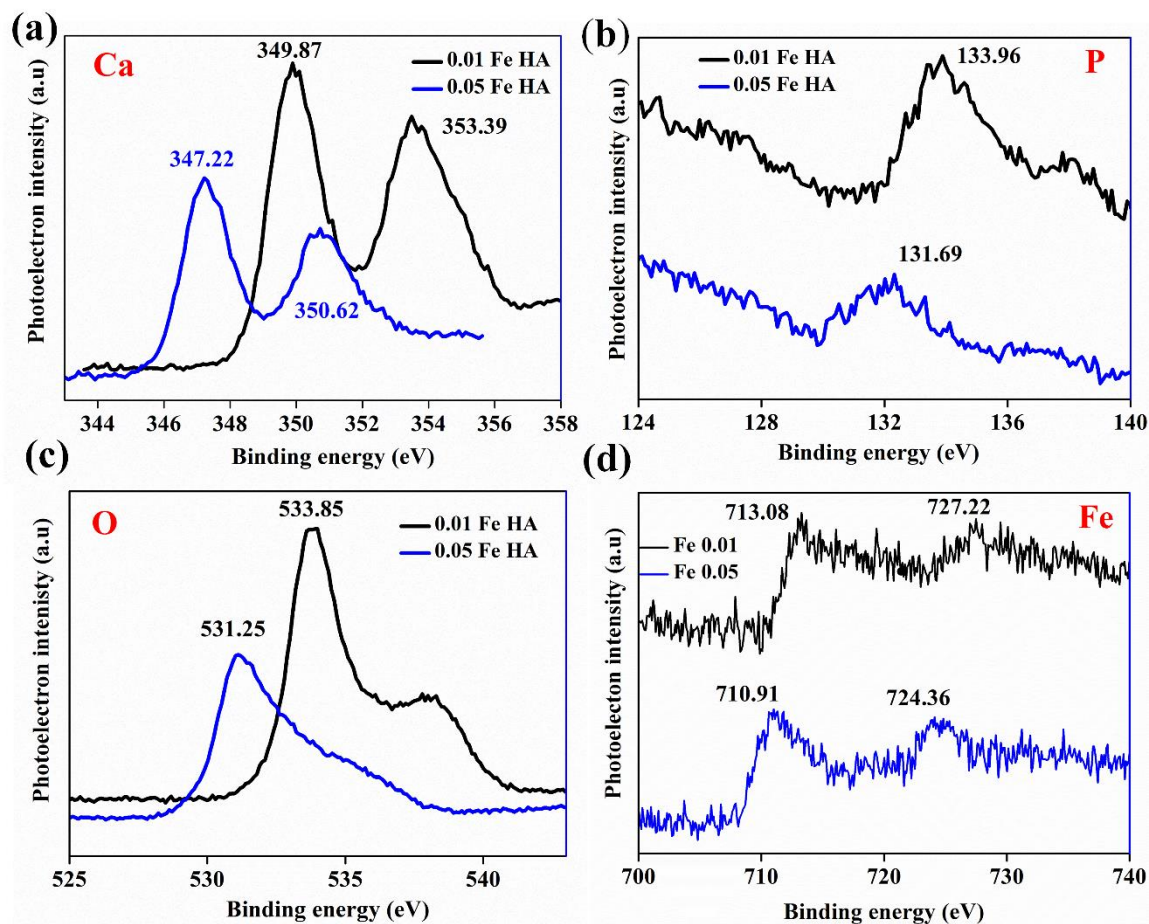 (a)
Ca
349.87
0.01 Fe HA
0.05 Fe HA
353.39
347.22
350.62
Photoelectron intensity (a.u)
344 346 348 350 352 354 356 358
Binding energy (eV)
(b)
0.01 Fe HA
0.05 Fe HA
133.96
P
131.69
Photoelectron intensity (a.u)
124 128 132 136 140
Binding energy (eV)
(c)
O
533.85
0.01 Fe HA
0.05 Fe HA
531.25
Photoelectron intenisty (a.u)
525 530 535 540
Binding energy (eV)
(d)
713.08
727.22
Fe
Fe 0.01
Fe 0.05
710.91
724.36
Photoelecton intensity (a.u)
700 710 720 730 740
Binding energy (eV)